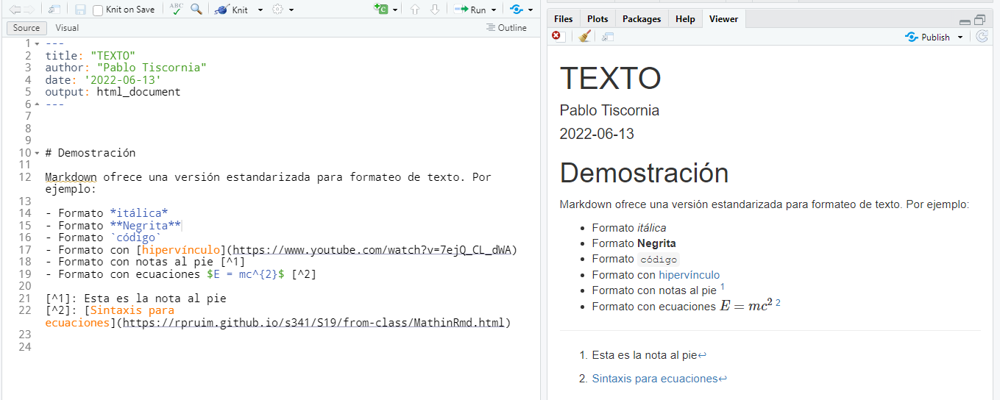 Knit on Save
ABC
Knit
C
Run
Source
Visual
Outline
1 ---
2 title: "TEXTO"
3 author: "Pablo Tiscornia"
4 date: '2022-06-13'
5 output: html_document
6 ---
7
8
9
10 # Demostración
11
12 Markdown ofrece una versión estandarizada para formateo de texto. Por
ejemplo:
13
14 - Formato *itálica*
15 - Formato **Negrita**
16 - Formato `código`
17 - Formato con [hipervínculo](https://www.youtube.com/watch?v=7ejQ_CL_dWA)
18 - Formato con notas al pie [^1]
19 - Formato con ecuaciones $E = mc^{2}$ [^2]
20
21 [^1]: Esta es la nota al pie
22 [^2]: [Sintaxis para
ecuaciones](https://rpruim.github.io/s341/S19/from-class/MathinRmd.html)
23
24
Files
Plots
Packages
Help
Viewer
Publish
TEXTO
Pablo Tiscornia
2022-06-13
Demostración
Markdown ofrece una versión estandarizada para formateo de texto. Por ejemplo:
• Formato itálica
• Formato Negrita
• Formato código
• Formato con hipervínculo
• Formato con notas al pie 1
• Formato con ecuaciones E = mc² 2
1. Esta es la nota al pie↩
2. Sintaxis para ecuaciones↩